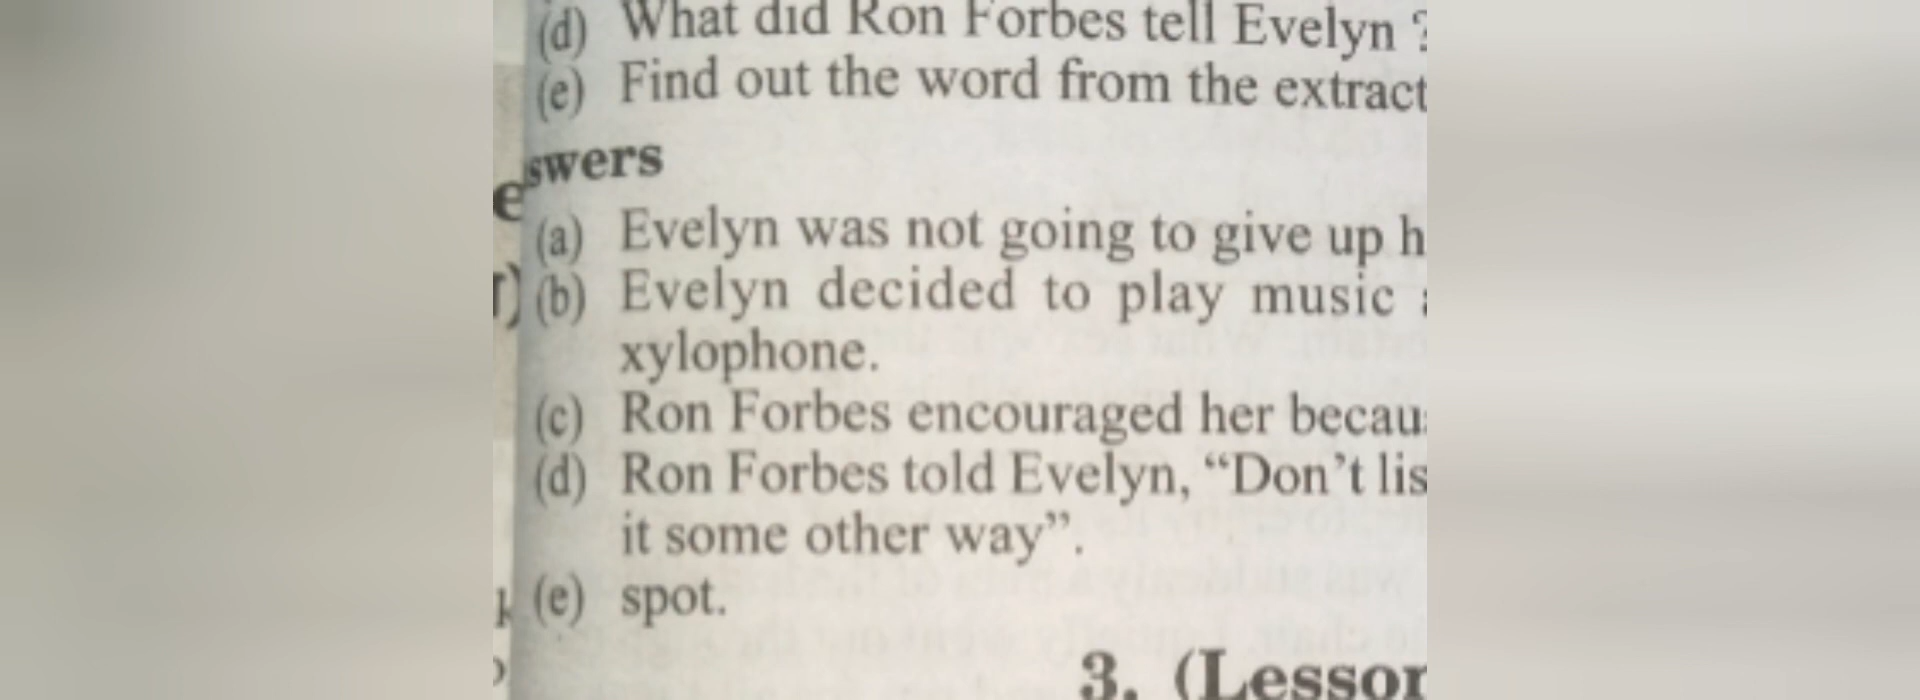 (d) What did Ron Forbes tell Evelyn ?
(e) Find out the word from the extract
swers
(a) Evelyn was not going to give up h
(b) Evelyn decided to play music
xylophone.
(c) Ron Forbes encouraged her becau
(d) Ron Forbes told Evelyn, “Don’t lis
it some other way”.
(e) spot.
3. (Lesson